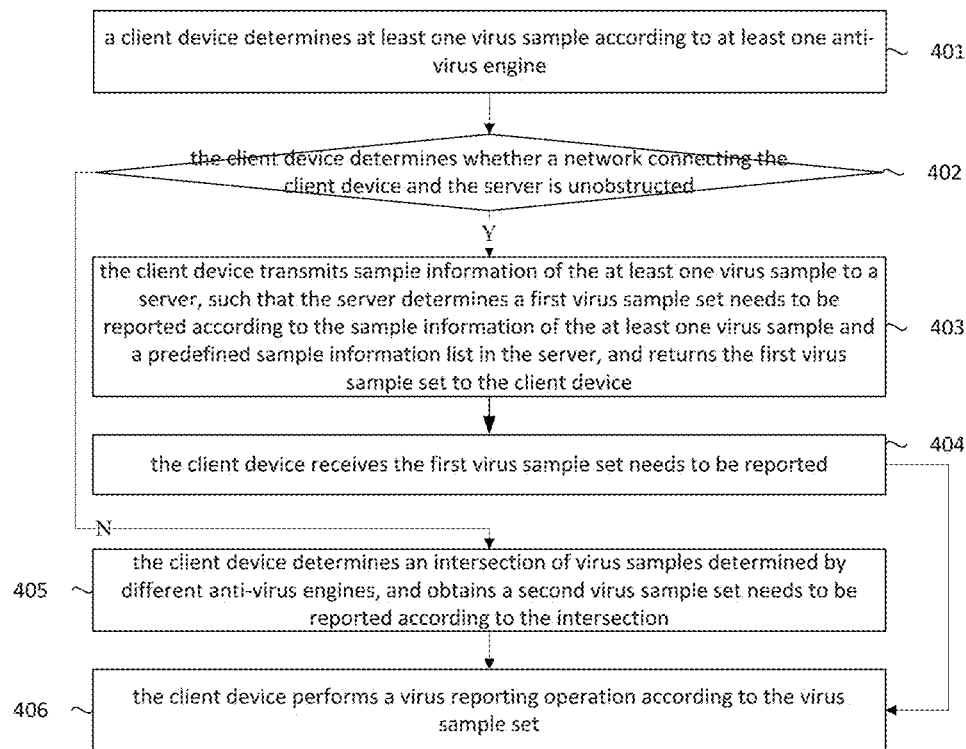 a client device determines at least one virus sample according to at least one anti-
virus engine
401
the client device determines whether a network connecting the
client device and the server is unobstructed
402
Y
the client device transmits sample information of the at least one virus sample to a
server, such that the server determines a first virus sample set needs to be
reported according to the sample information of the at least one virus sample and
a predefined sample information list in the server, and returns the first virus
sample set to the client device
403
404
the client device receives the first virus sample set needs to be reported
N
the client device determines an intersection of virus samples determined by
different anti-virus engines, and obtains a second virus sample set needs to be
reported according to the intersection
405
the client device performs a virus reporting operation according to the virus
sample set
406